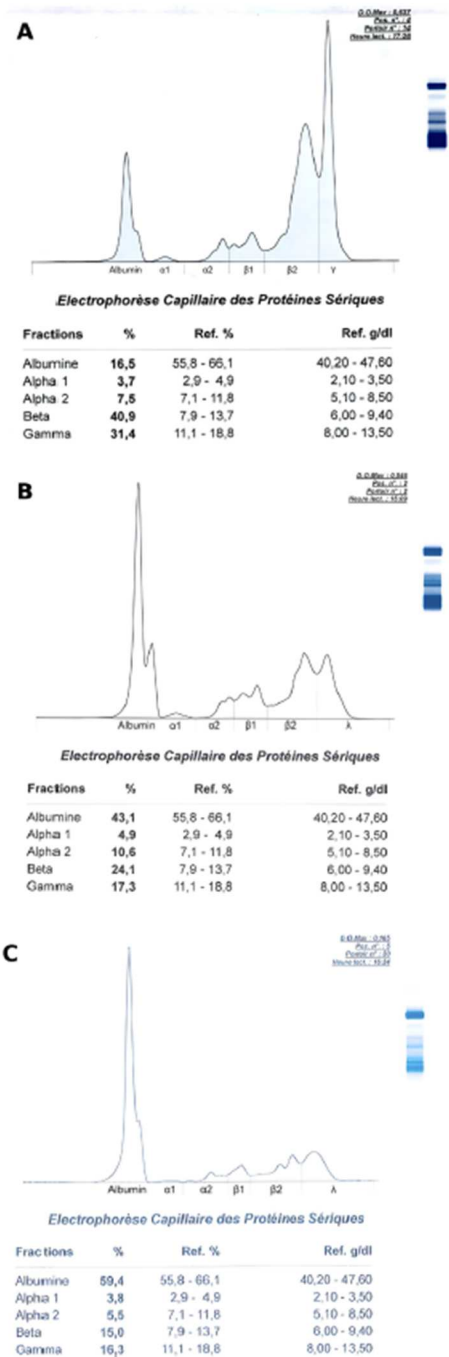 A
Albumin α1 α2 β1 β2 γ
Electrophorèse Capillaire des Protéines Sériques
Fractions % Ref. % Ref. g/dl
Albumine 16,5 55,8 - 66,1 40,20 - 47,60
Alpha 1 3,7 2,9 - 4,9 2,10 - 3,50
Alpha 2 7,5 7,1 - 11,8 5,10 - 8,50
Beta 40,9 7,9 - 13,7 6,00 - 9,40
Gamma 31,4 11,1 - 18,8 8,00 - 13,50
B
Albumin α1 α2 β1 β2 λ
Electrophorèse Capillaire des Protéines Sériques
Fractions % Ref. % Ref. g/dl
Albumine 43,1 55,8 - 66,1 40,20 - 47,60
Alpha 1 4,9 2,9 - 4,9 2,10 - 3,50
Alpha 2 10,6 7,1 - 11,8 5,10 - 8,50
Beta 24,1 7,9 - 13,7 6,00 - 9,40
Gamma 17,3 11,1 - 18,8 8,00 - 13,50
C
Albumin α1 α2 β1 β2 λ
Electrophorèse Capillaire des Protéines Sériques
Fractions % Ref. % Ref. g/dl
Albumine 59,4 55,8 - 66,1 40,20 - 47,60
Alpha 1 3,8 2,9 - 4,9 2,10 - 3,50
Alpha 2 5,5 7,1 - 11,8 5,10 - 8,50
Beta 15,0 7,9 - 13,7 6,00 - 9,40
Gamma 16,3 11,1 - 18,8 8,00 - 13,50